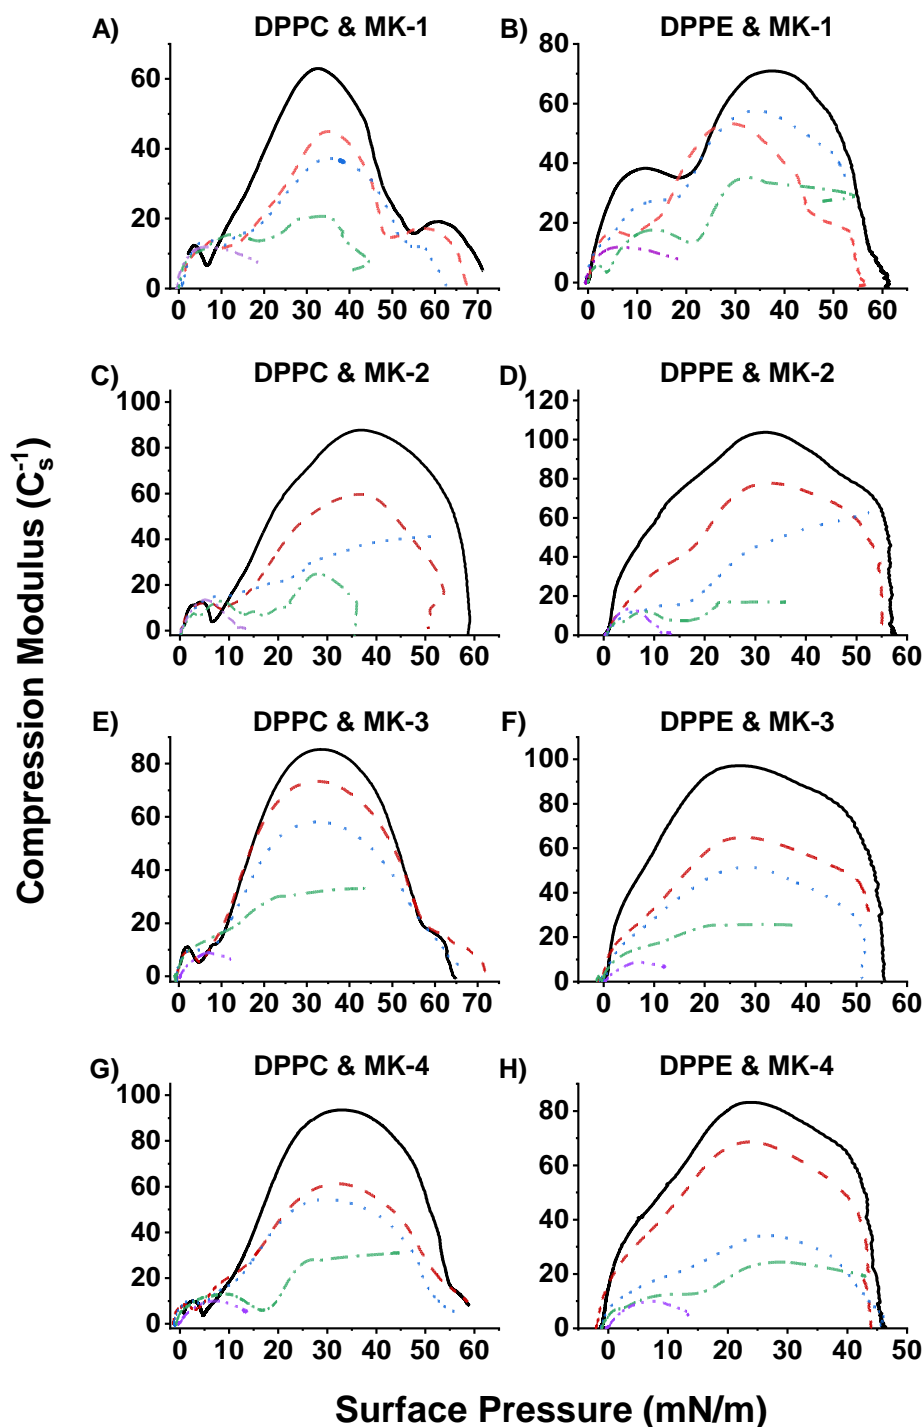 A) DPPC & MK-1
60
40
20
0
0 10 20 30 40 50 60 70
B) DPPE & MK-1
80
60
40
20
0
0 10 20 30 40 50 60
C) DPPC & MK-2
100
80
60
40
20
0
0 10 20 30 40 50 60
D) DPPE & MK-2
120
100
80
60
40
20
0
0 10 20 30 40 50 60
Compression Modulus (Cₛ⁻¹)
E) DPPC & MK-3
80
60
40
20
0
0 10 20 30 40 50 60 70
F) DPPE & MK-3
100
80
60
40
20
0
0 10 20 30 40 50 60
G) DPPC & MK-4
100
80
60
40
20
0
0 10 20 30 40 50 60
H) DPPE & MK-4
80
60
40
20
0
0 10 20 30 40 50
Surface Pressure (mN/m)